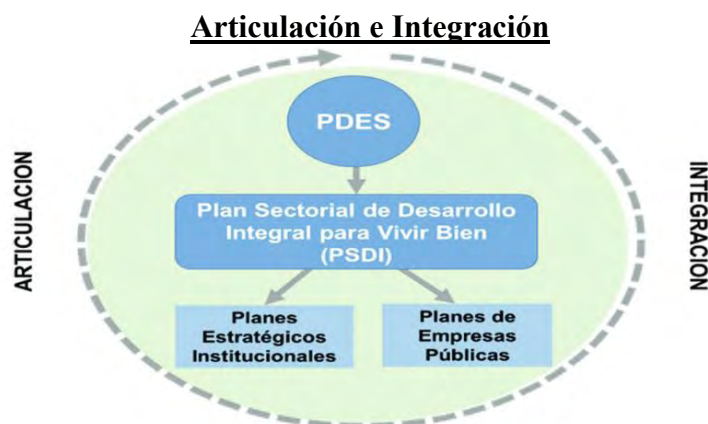 Articulación e Integración
PDES
ARTICULACION
INTEGRACION
Plan Sectorial de Desarrollo
Integral para Vivir Bien
(PSDI)
Planes
Estratégicos
Institucionales
Planes de
Empresas
Públicas